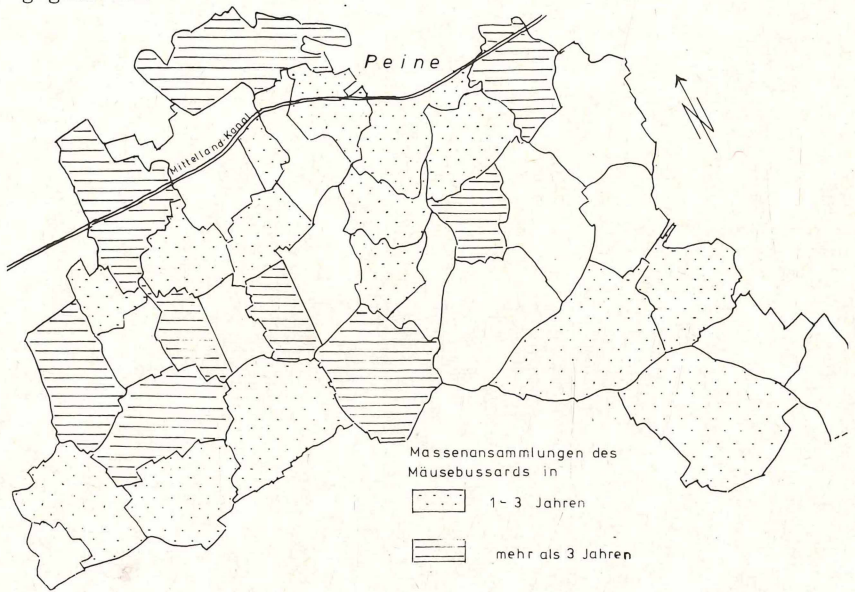 Peine
Mittelland Kanal
N
Massenansammlungen des
Mäusebussards in
1-3 Jahren
mehr als 3 Jahren